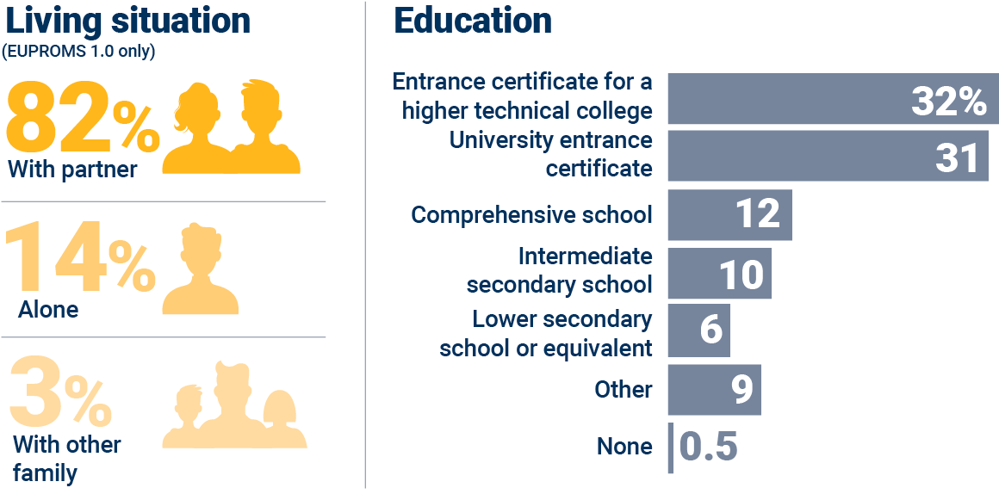 Living situation
(EUPROMS 1.0 only)
82%
With partner
14%
Alone
3%
With other
family
Education
Entrance certificate for a
higher technical college
32%
University entrance
certificate
31
Comprehensive school
12
Intermediate
secondary school
10
Lower secondary
school or equivalent
6
Other
9
None
0.5